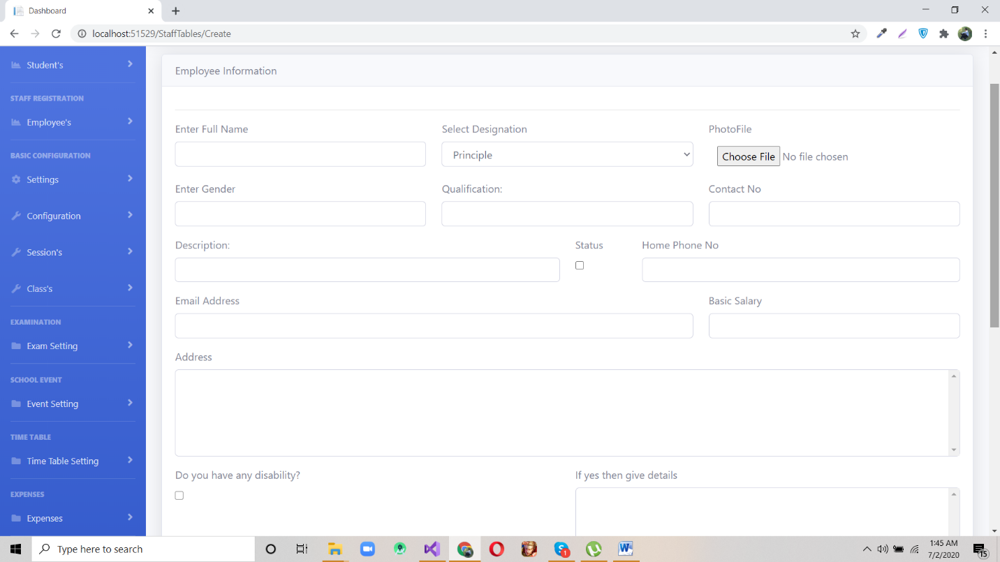 Dashboard
localhost:51529/StaffTables/Create
Student's
STAFF REGISTRATION
Employee's
BASIC CONFIGURATION
Settings
Configuration
Session's
Class's
EXAMINATION
Exam Setting
SCHOOL EVENT
Event Setting
TIME TABLE
Time Table Setting
EXPENSES
Expenses
Employee Information
Enter Full Name Select Designation PhotoFile
Principle Choose File No file chosen
Enter Gender Qualification: Contact No
Description: Status Home Phone No
Email Address Basic Salary
Address
Do you have any disability? If yes then give details
Type here to search
1
W
1:45 AM
7/2/2020
15